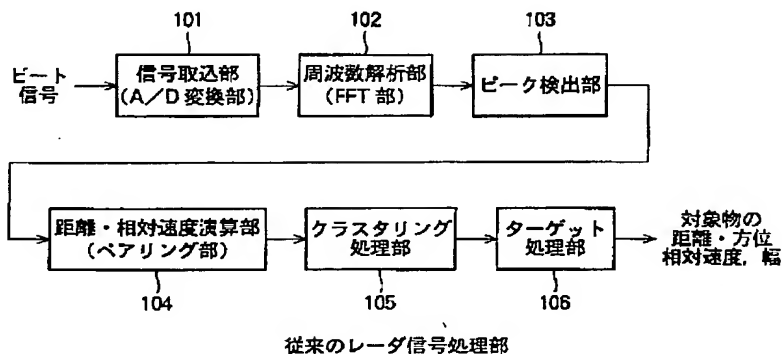 101
102
103
ビート
信号
信号取込部
(A/D 変換部)
周波数解析部
(FFT 部)
ピーク検出部
距離・相対速度演算部
(ペアリング部)
クラスタリング
処理部
ターゲット
処理部
対象物の
距離・方位
相対速度, 幅
104
105
106
従来のレーダ信号処理部